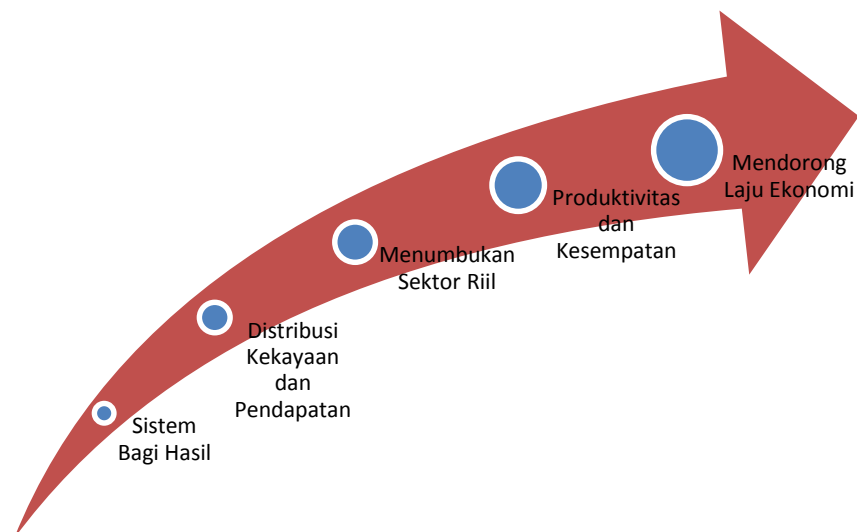 Sistem
Bagi Hasil
Distribusi
Kekayaan
dan
Pendapatan
Menumbukan
Sektor Riil
Produktivitas
dan
Kesempatan
Mendorong
Laju Ekonomi